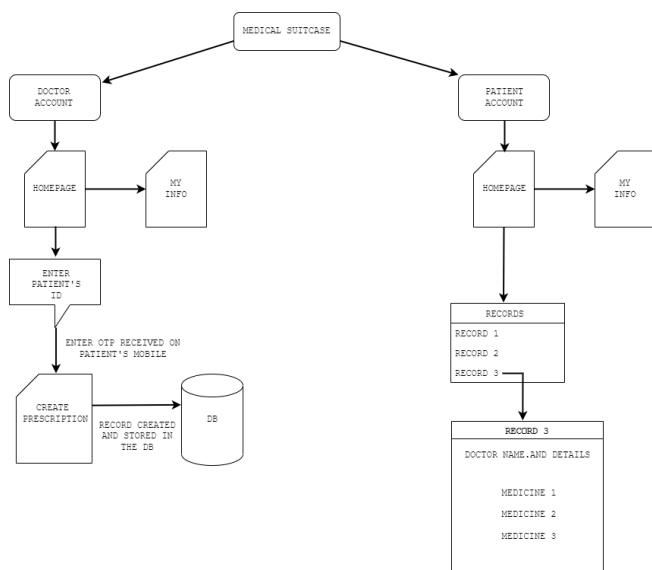 MEDICAL SUITCASE
DOCTOR
ACCOUNT
PATIENT
ACCOUNT
HOMEPAGE
MY
INFO
HOMEPAGE
MY
INFO
ENTER
PATIENT'S
ID
ENTER OTP RECEIVED ON
PATIENT'S MOBILE
CREATE
PRESCRIPTION
RECORD CREATED
AND STORED IN
THE DB
DB
RECORDS
RECORD 1
RECORD 2
RECORD 3
RECORD 3
DOCTOR NAME.AND DETAILS
MEDICINE 1
MEDICINE 2
MEDICINE 3